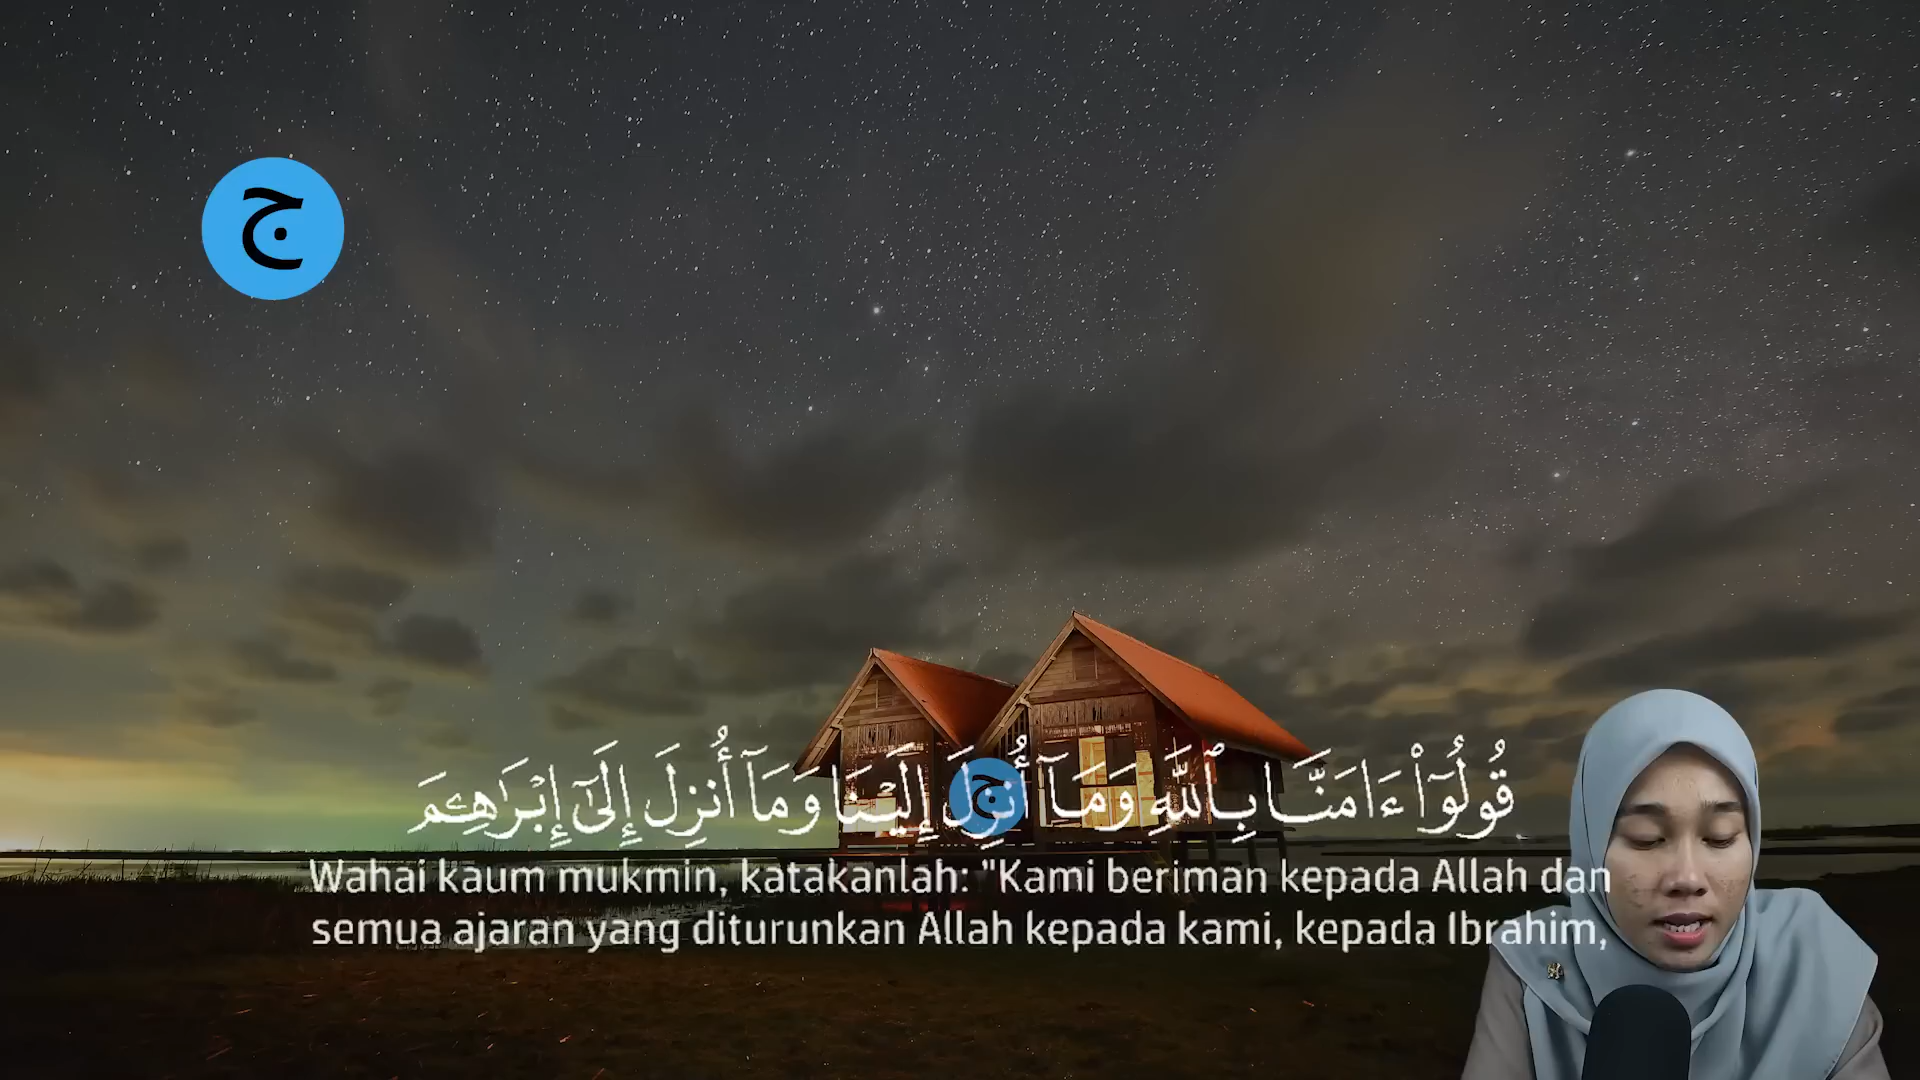 ج
قُولُوٓا۟ ءَامَنَّا بِٱللَّهِ وَمَآ أُنزِلَ إِلَيْنَا وَمَآ أُنزِلَ إِلَىٰٓ إِبْرَٰهِـۧمَ
ج
Wahai kaum mukmin, katakanlah: "Kami beriman kepada Allah dan
semua ajaran yang diturunkan Allah kepada kami, kepada Ibrahim,